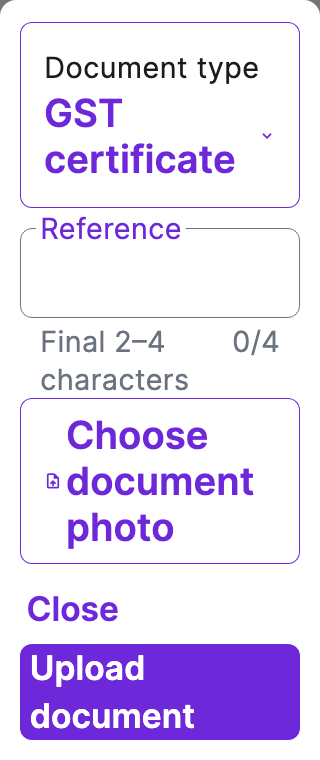 Document type
GST
certificate
Reference
Final 2–4 0/4
characters
Choose
document
photo
Close
Upload
document